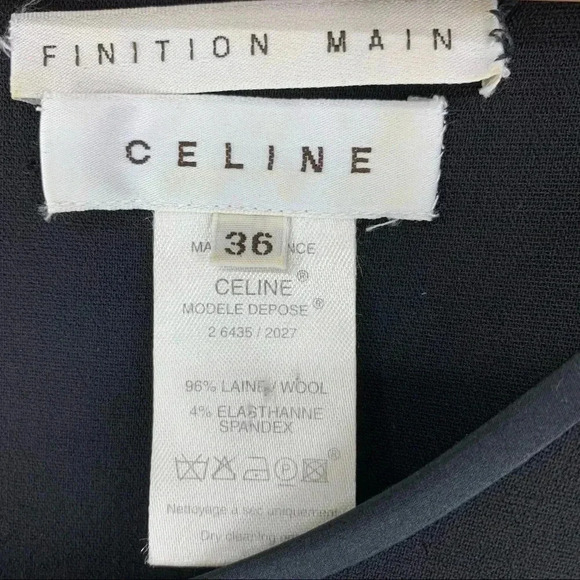 FINITION MAIN
CELINE
36
MA NCE
CELINE®
MODELE DEPOSE®
2 6435 / 2027
96% LAINE / WOOL
4% ELASTHANNE
SPANDEX
P
®
Nettoyage a sec uniquement
Dry cleaning